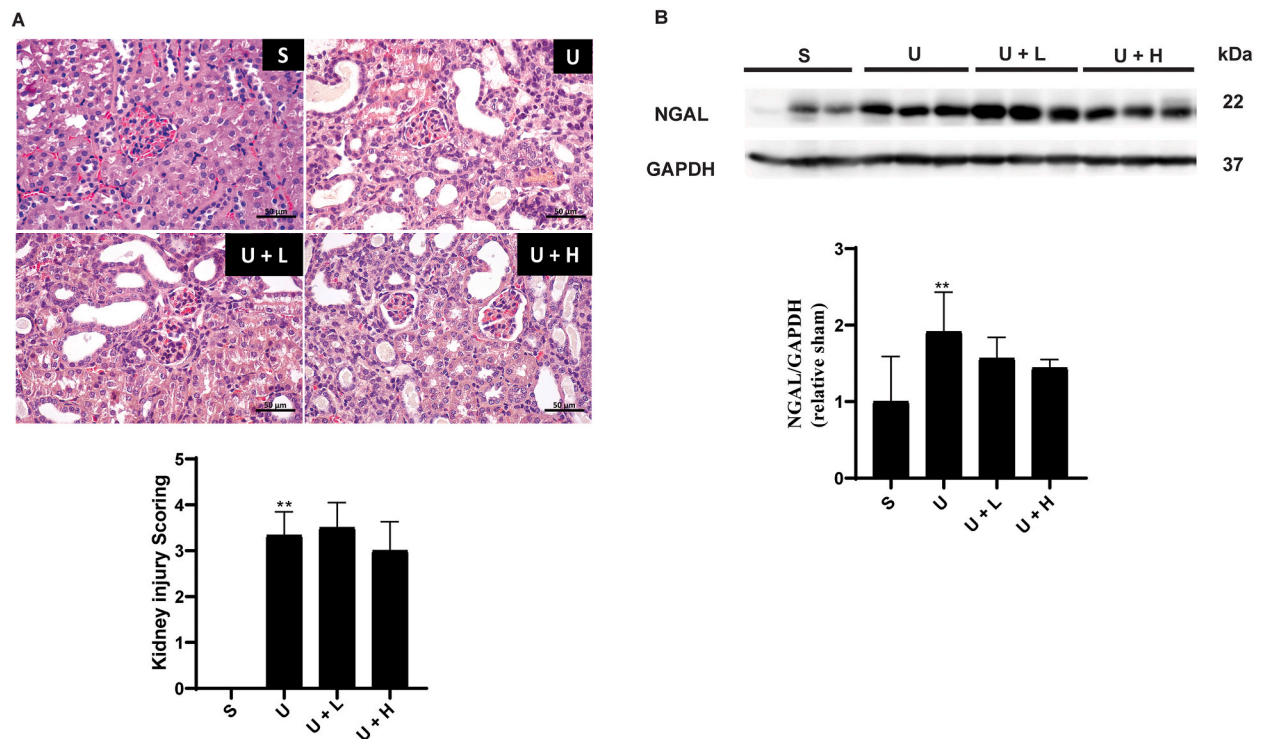 A
S
U
50 µm
50 µm
U + L
U + H
50 µm
50 µm
Kidney injury Scoring
5
4
3
2
1
0
S
U
U + L
U + H
**
B
S
U
U + L
U + H
kDa
NGAL
22
GAPDH
37
NGAL/GAPDH
(relative sham)
3
2
1
0
**
S
U
U + L
U + H